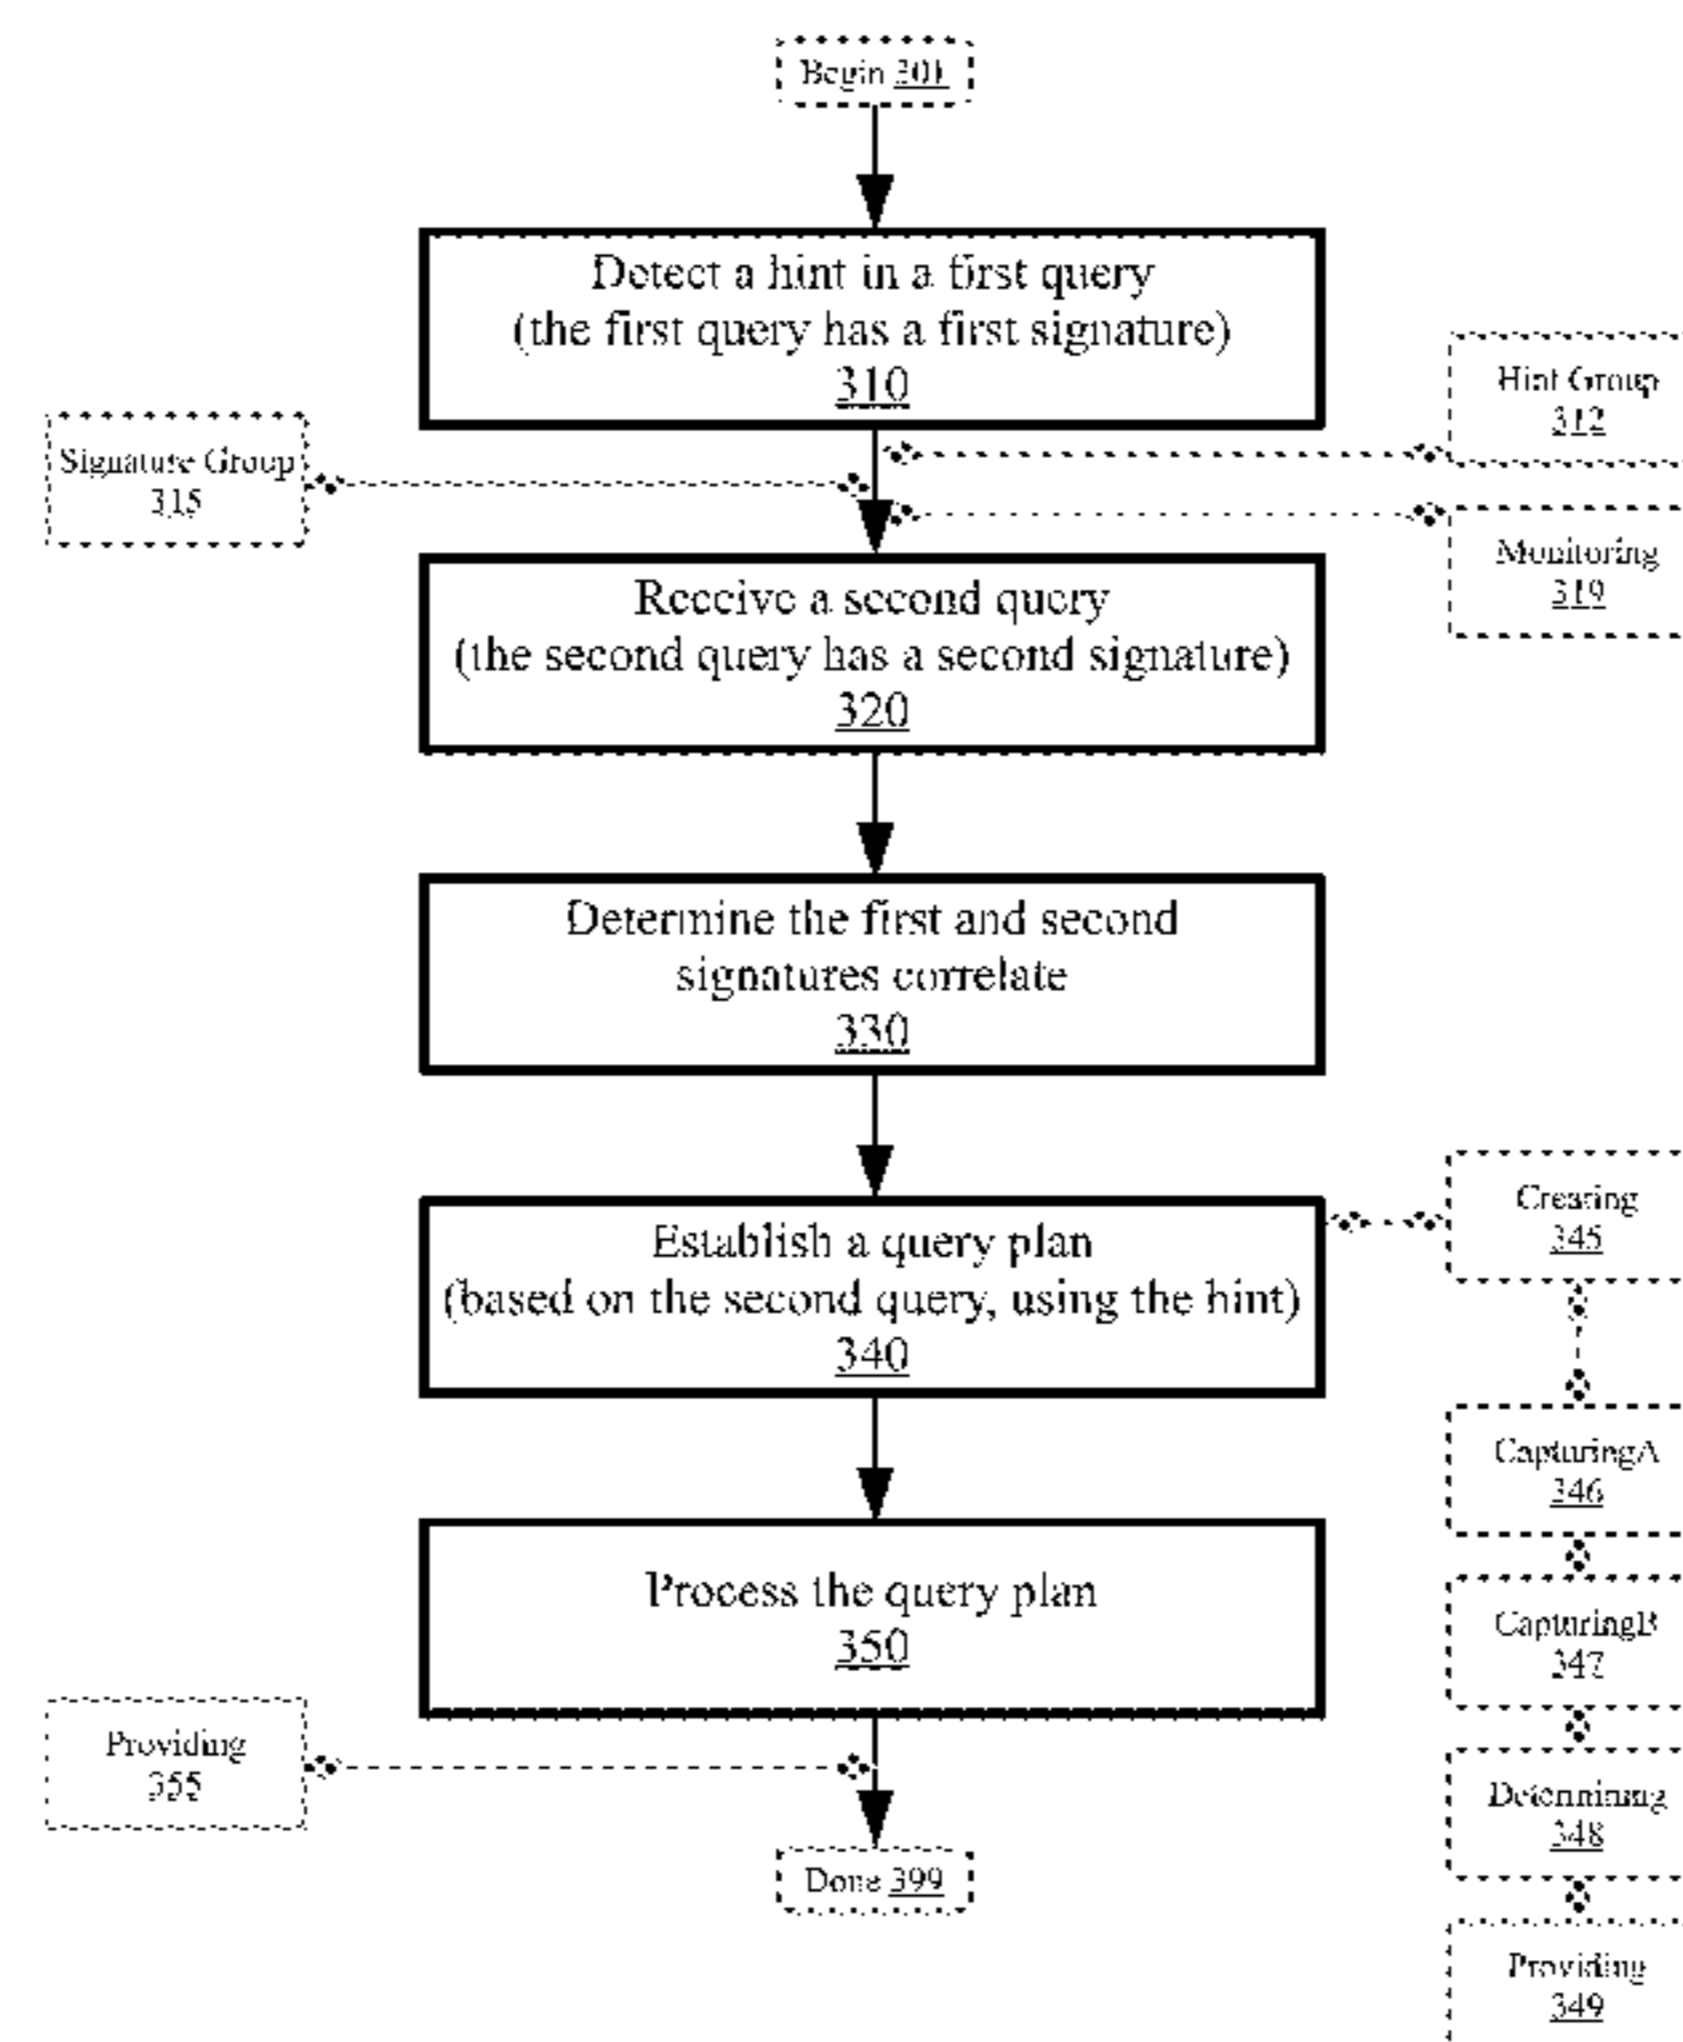 Begin 301
Detect a hint in a first query
(the first query has a first signature)
310
Hint Group
312
Signature Group
315
Monitoring
319
Receive a second query
(the second query has a second signature)
320
Determine the first and second
signatures correlate
330
Creating
345
Establish a query plan
(based on the second query, using the hint)
340
CapturingA
346
CapturingB
347
Process the query plan
350
Providing
355
Determining
348
Done 399
Providing
349